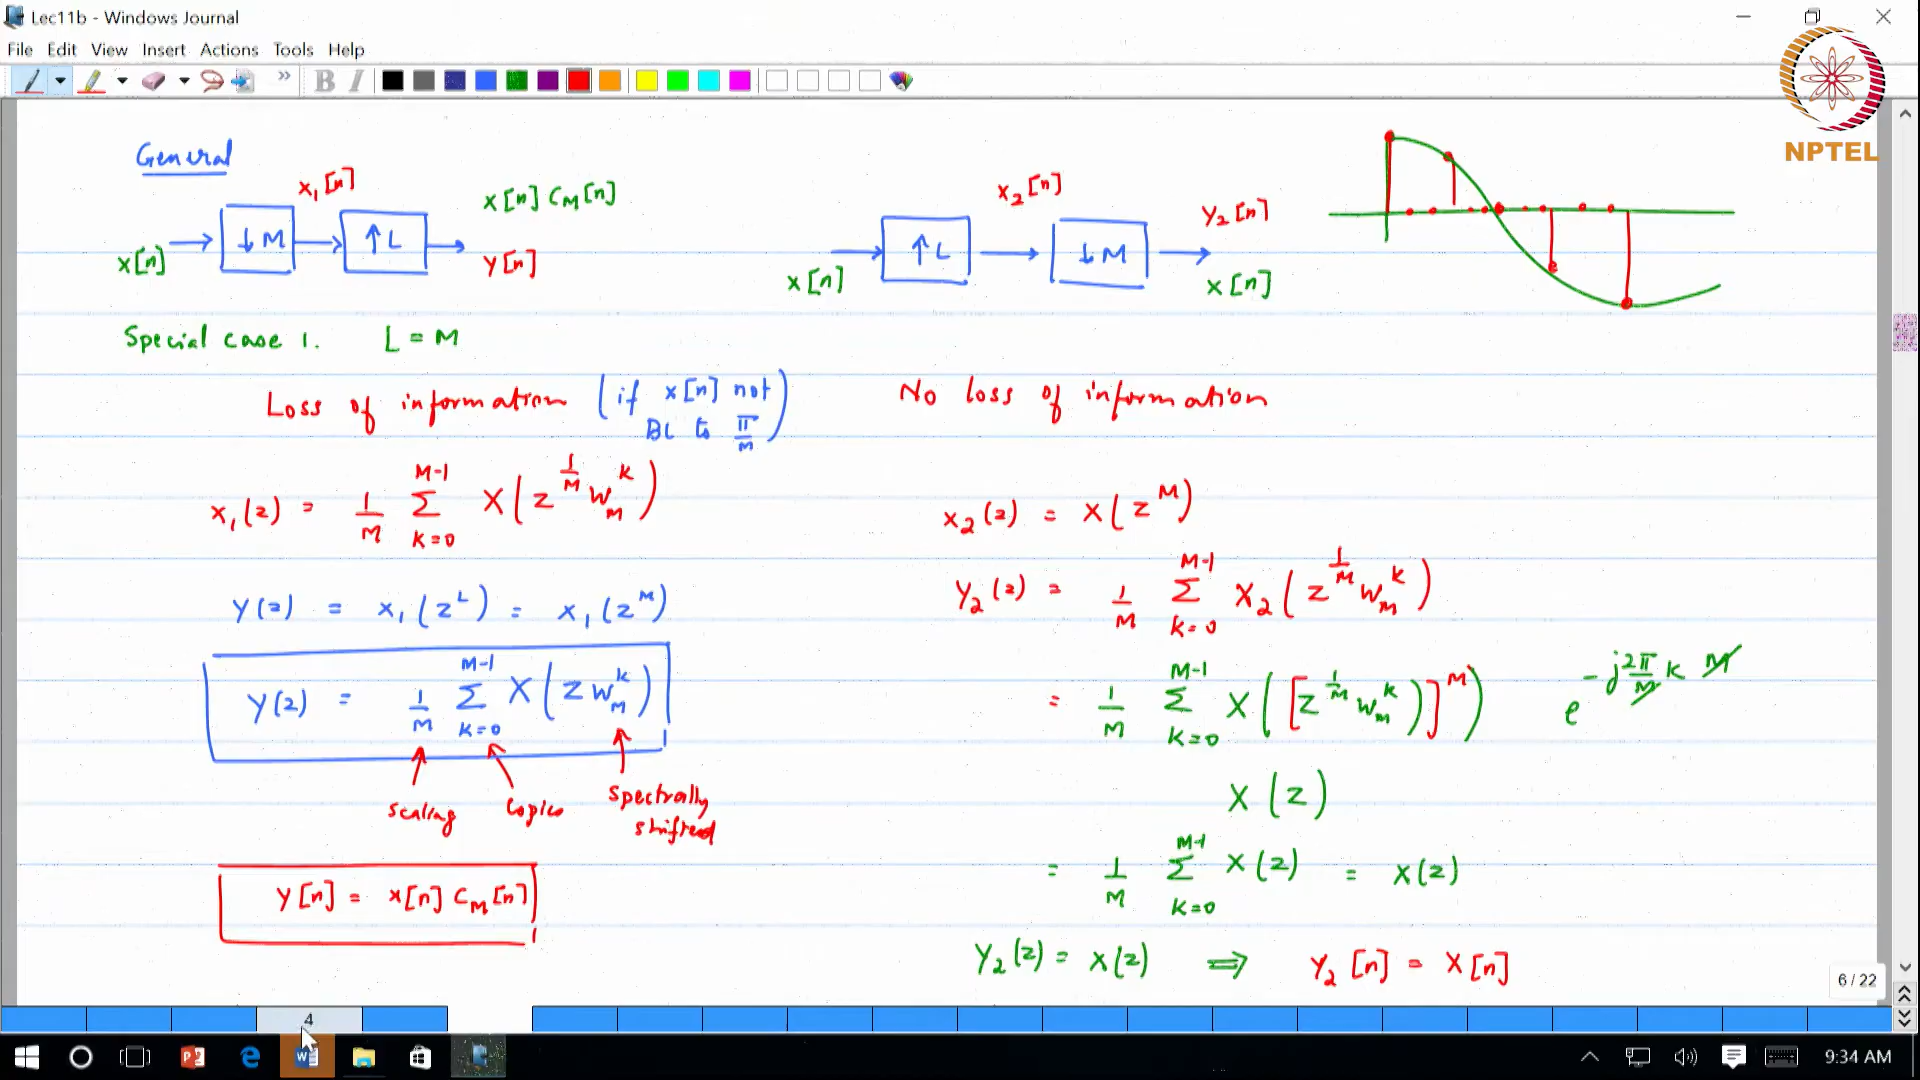 Lec11b - Windows Journal
File Edit View Insert Actions Tools Help
B I
NPTEL
General
x₁[n]
x[n] C_M[n]
x[n] → ↓M → ↑L → y[n]
x₂[n]
y₂[n]
x[n] → ↑L → ↓M → x[n]
Special case 1. L = M
Loss of information (if x[n] not BL to π/M)
X₁(z) = 1/M Σ_{k=0}^{M-1} X(z^{1/M} W_M^k)
Y(z) = X₁(z^L) = X₁(z^M)
Y(z) = 1/M Σ_{k=0}^{M-1} X(z W_M^k)
scaling copies spectrally
shifted
y[n] = x[n] C_M[n]
No loss of information
X₂(z) = X(z^M)
Y₂(z) = 1/M Σ_{k=0}^{M-1} X₂(z^{1/M} W_M^k)
= 1/M Σ_{k=0}^{M-1} X([z^{1/M} W_M^k)]^M) e^{-j 2π/M k M}
X(z)
= 1/M Σ_{k=0}^{M-1} X(z) = X(z)
Y₂(z) = X(z) ⟹ y₂[n] = x[n]
6 / 22
4
9:34 AM